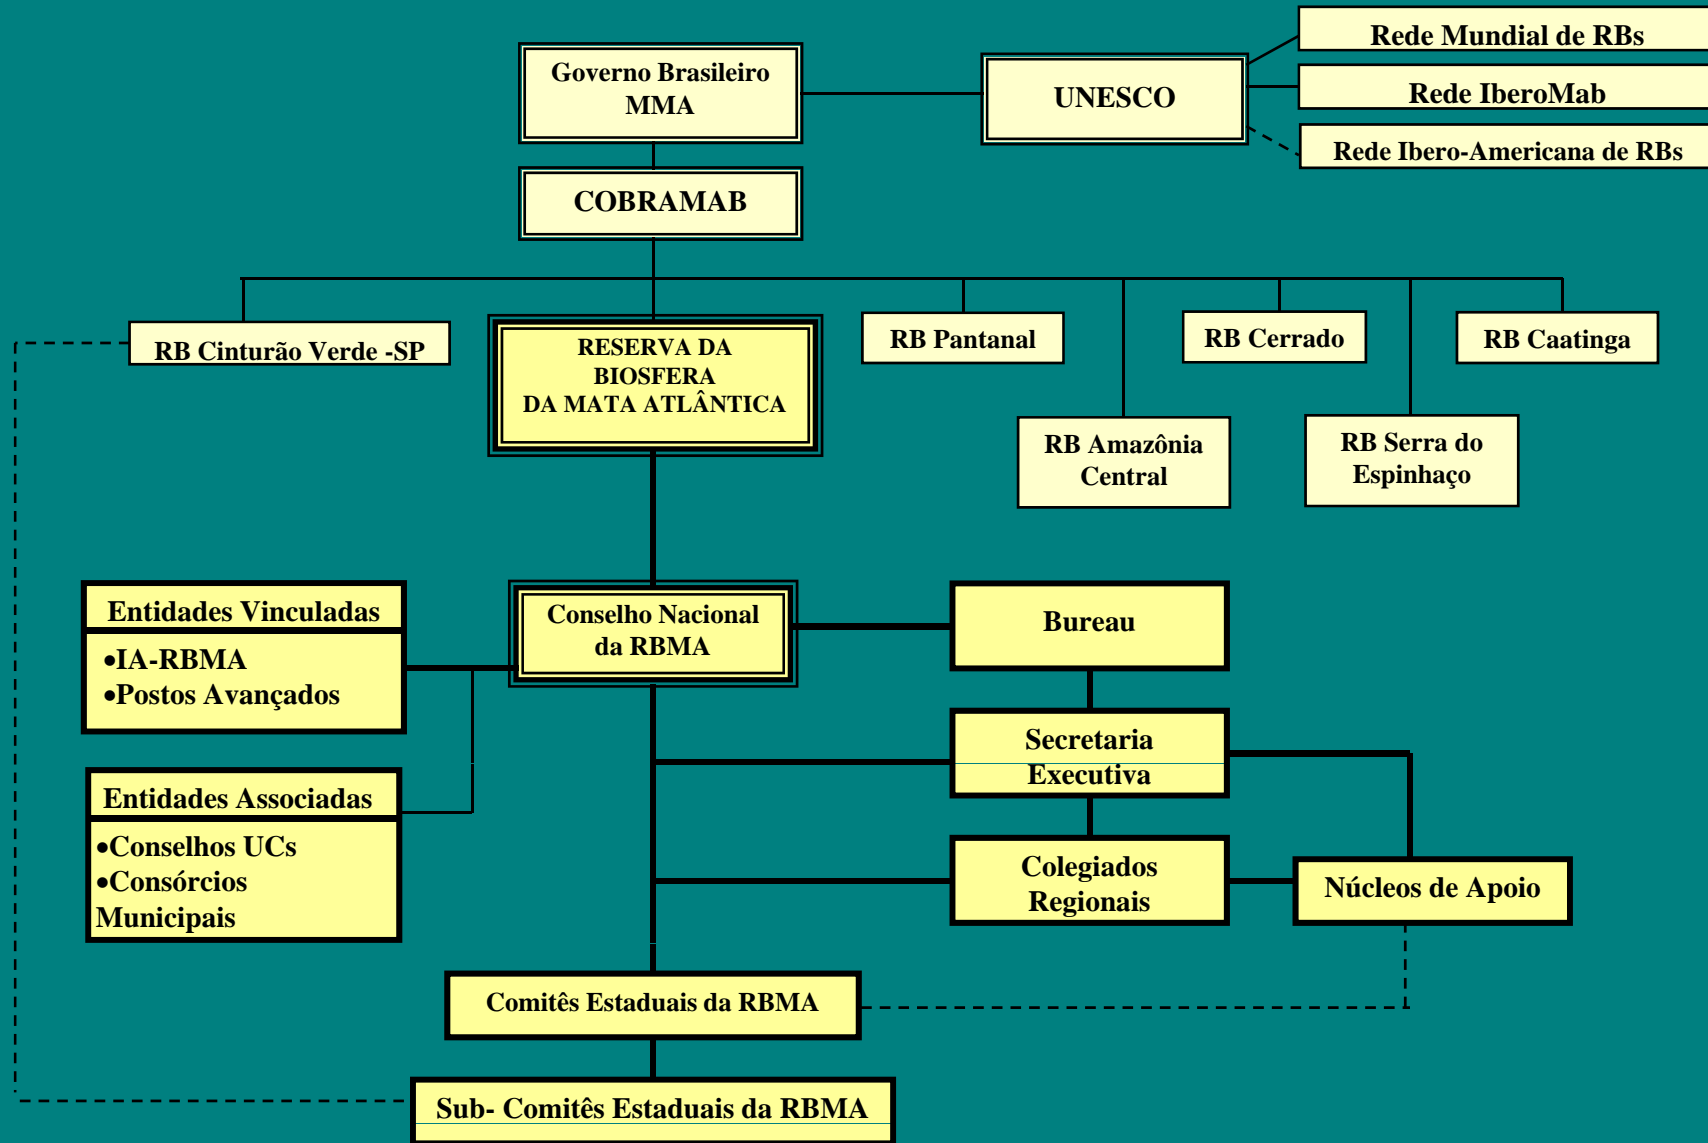 Governo Brasileiro
MMA
UNESCO
Rede Mundial de RBs
Rede IberoMab
Rede Ibero-Americana de RBs
COBRAMAB
RB Cinturão Verde -SP
RESERVA DA
BIOSFERA
DA MATA ATLÂNTICA
RB Pantanal
RB Cerrado
RB Caatinga
RB Amazônia
Central
RB Serra do
Espinhaço
Entidades Vinculadas
•IA-RBMA
•Postos Avançados
Conselho Nacional
da RBMA
Bureau
Secretaria
Executiva
Entidades Associadas
•Conselhos UCs
•Consórcios
Municipais
Colegiados
Regionais
Núcleos de Apoio
Comitês Estaduais da RBMA
Sub- Comitês Estaduais da RBMA